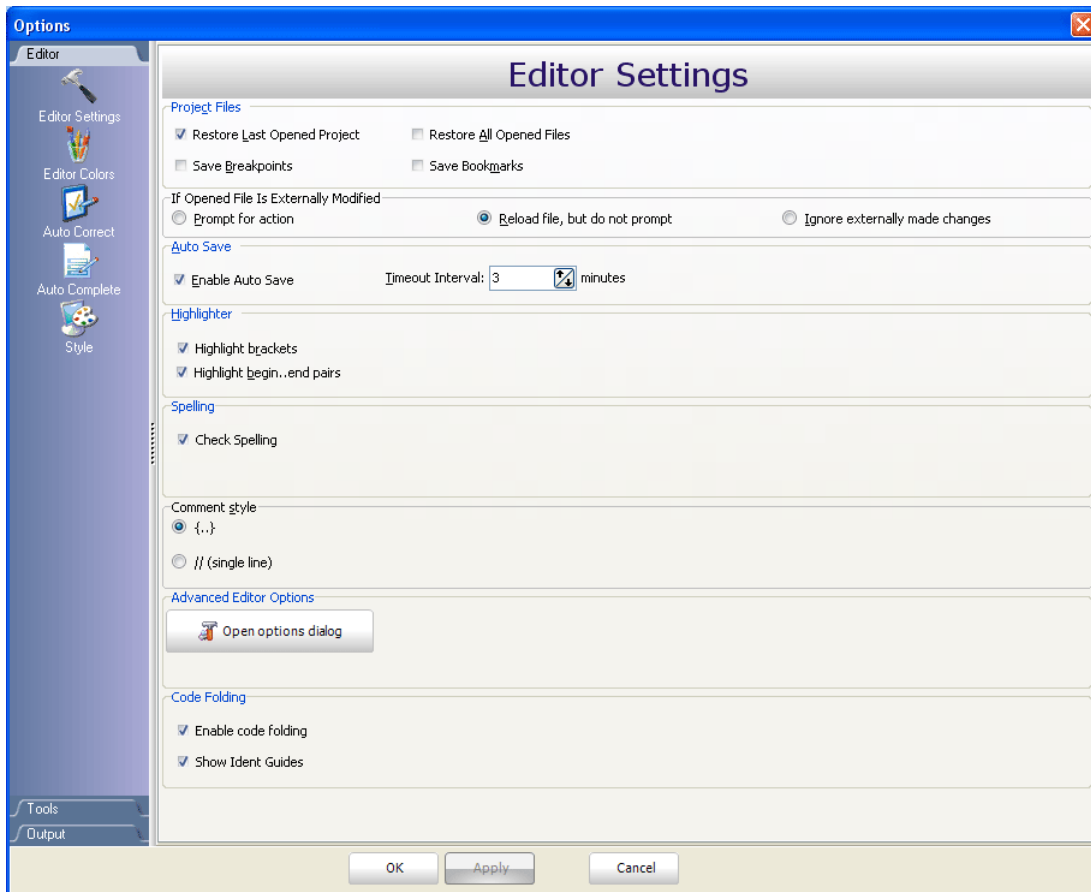 Options
Editor
Editor Settings
Editor Colors
Auto Correct
Auto Complete
Style
Tools
Output
Editor Settings
Project Files
Restore Last Opened Project Restore All Opened Files
Save Breakpoints Save Bookmarks
If Opened File Is Externally Modified
Prompt for action Reload file, but do not prompt Ignore externally made changes
Auto Save
Enable Auto Save Timeout Interval: 3 minutes
Highlighter
Highlight brackets
Highlight begin..end pairs
Spelling
Check Spelling
Comment style
{..}
// (single line)
Advanced Editor Options
Open options dialog
Code Folding
Enable code folding
Show Ident Guides
OK Apply Cancel